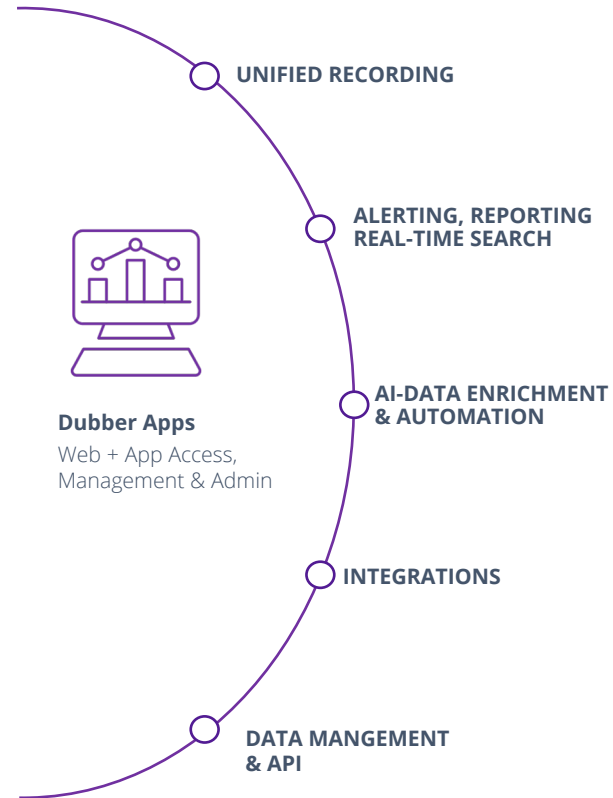 UNIFIED RECORDING
ALERTING, REPORTING
REAL-TIME SEARCH
AI-DATA ENRICHMENT
& AUTOMATION
Dubber Apps
Web + App Access,
Management & Admin
INTEGRATIONS
DATA MANGEMENT
& API